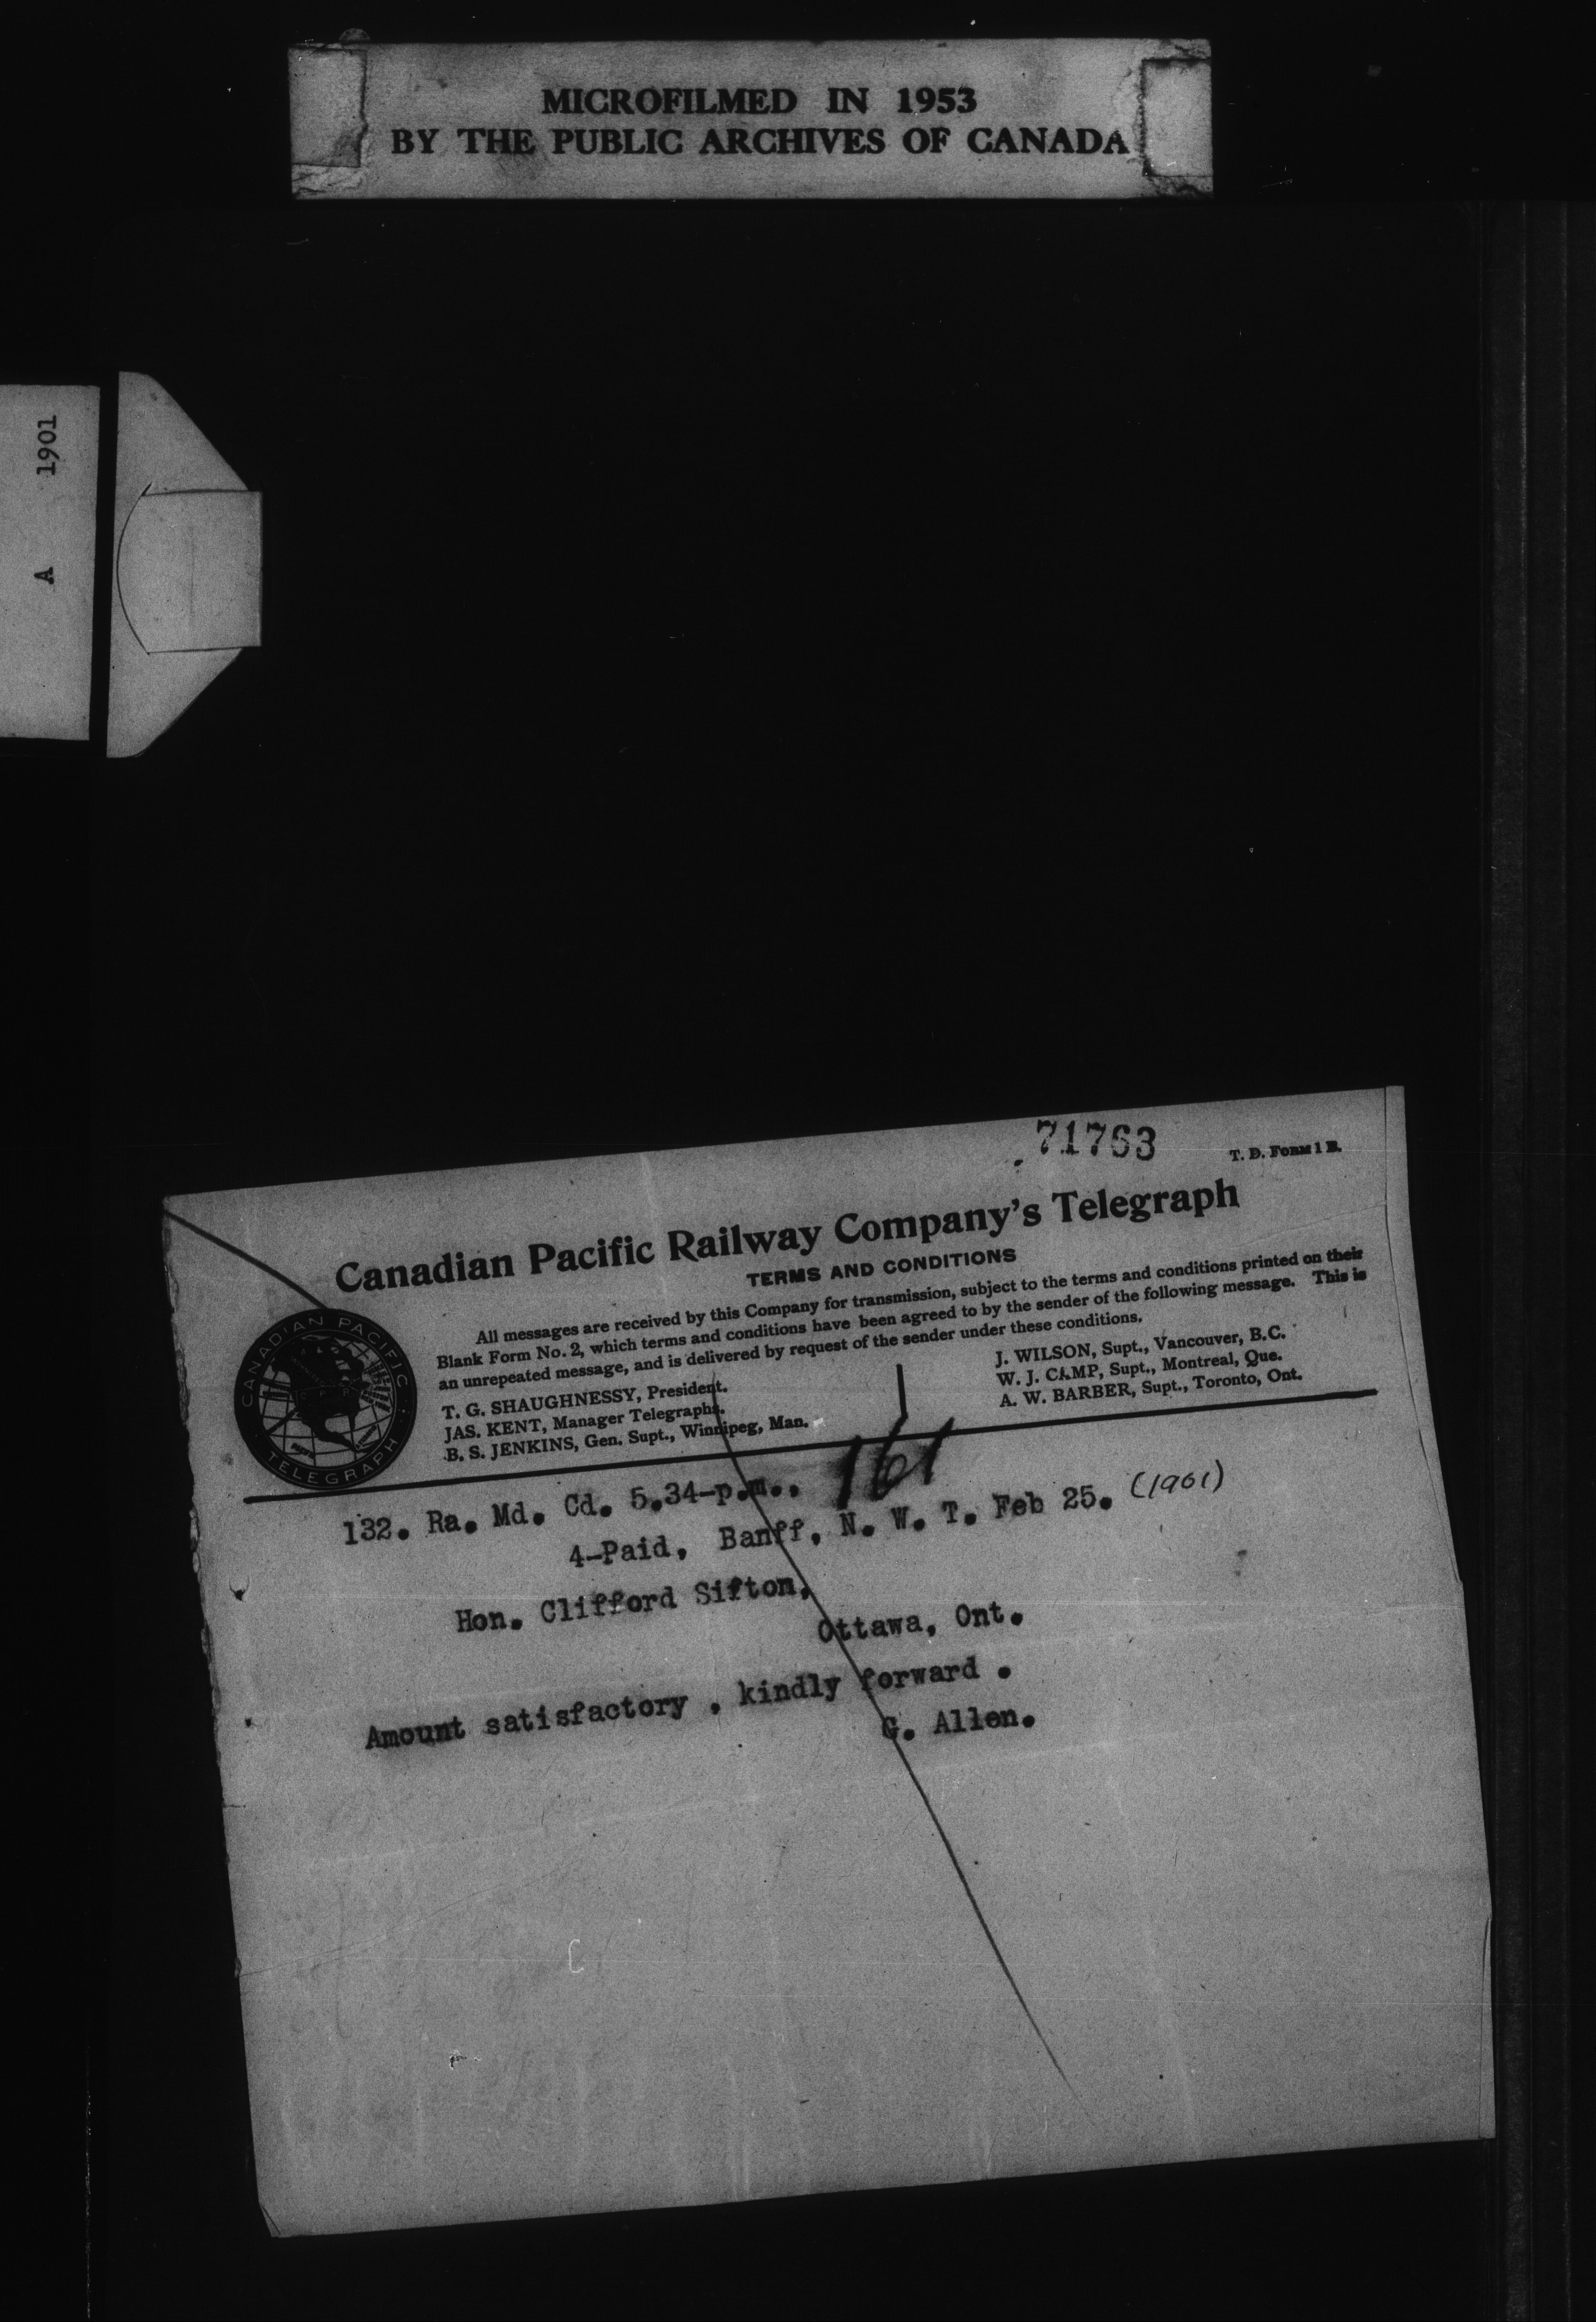 MICROFILMED IN 1953
BY THE PUBLIC ARCHIVES OF CANADA
1901
A
71763
T. D. FORM 1 B.
Canadian Pacific Railway Company's Telegraph
TERMS AND CONDITIONS
All messages are received by this Company for transmission, subject to the terms and conditions printed on their
Blank Form No. 2, which terms and conditions have been agreed to by the sender of the following message. This is
an unrepeated message, and is delivered by request of the sender under these conditions.
T. G. SHAUGHNESSY, President.
JAS. KENT, Manager Telegraphs.
B. S. JENKINS, Gen. Supt., Winnipeg, Man.
J. WILSON, Supt., Vancouver, B.C.
W. J. CAMP, Supt., Montreal, Que.
A. W. BARBER, Supt., Toronto, Ont.
CANADIAN PACIFIC
TELEGRAPH
161
132. Ra. Md. Cd. 5.34-p.m..
4-Paid, Banff, N. W. T. Feb 25. (1901)
Hon. Clifford Sifton,
Ottawa, Ont.
Amount satisfactory . kindly forward .
G. Allen.